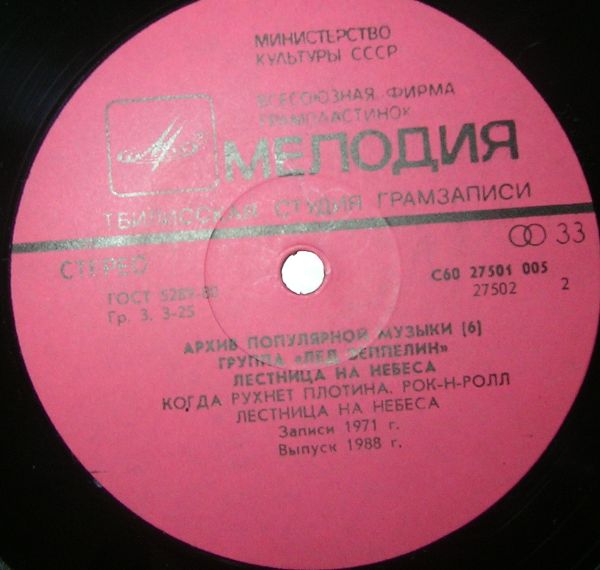 МИНИСТЕРСТВО
КУЛЬТУРЫ СССР
ВСЕСОЮЗНАЯ ФИРМА
ГРАМПЛАСТИНОК
МЕЛОДИЯ
ТБИЛИССКАЯ СТУДИЯ ГРАМЗАПИСИ
СТЕРЕО
33
ГОСТ 5289-80
Гр. 3. 3-25
С60 27501 005
27502 2
АРХИВ ПОПУЛЯРНОЙ МУЗЫКИ [6]
ГРУППА «ЛЕД ЗЕППЕЛИН»
ЛЕСТНИЦА НА НЕБЕСА
КОГДА РУХНЕТ ПЛОТИНА. РОК-Н-РОЛЛ
ЛЕСТНИЦА НА НЕБЕСА
Записи 1971 г.
Выпуск 1988 г.